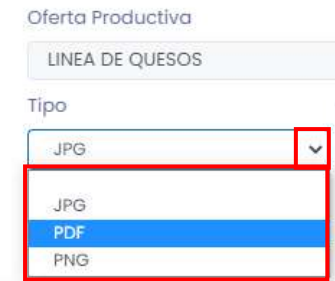 Oferta Productiva
LINEA DE QUESOS
Tipo
JPG
JPG
PDF
PNG